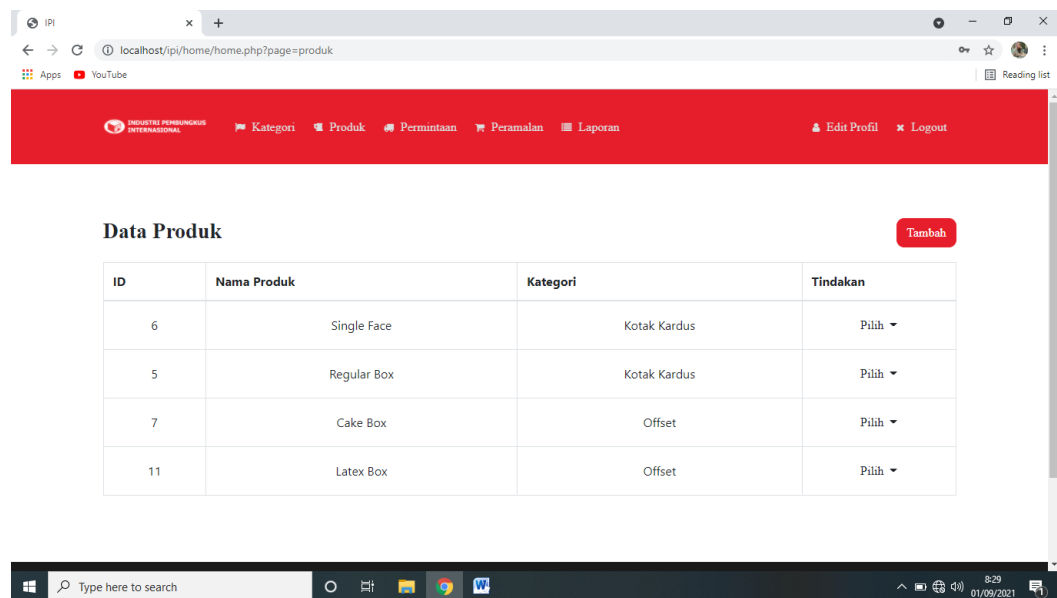 IPI
localhost/ipi/home/home.php?page=produk
Apps YouTube Reading list
INDUSTRI PEMBUNGKUS
INTERNASIONAL
Kategori Produk Permintaan Peramalan Laporan Edit Profil Logout
Data Produk Tambah
ID Nama Produk Kategori Tindakan
6 Single Face Kotak Kardus Pilih
5 Regular Box Kotak Kardus Pilih
7 Cake Box Offset Pilih
11 Latex Box Offset Pilih
Type here to search
W
8:29
01/09/2021
1